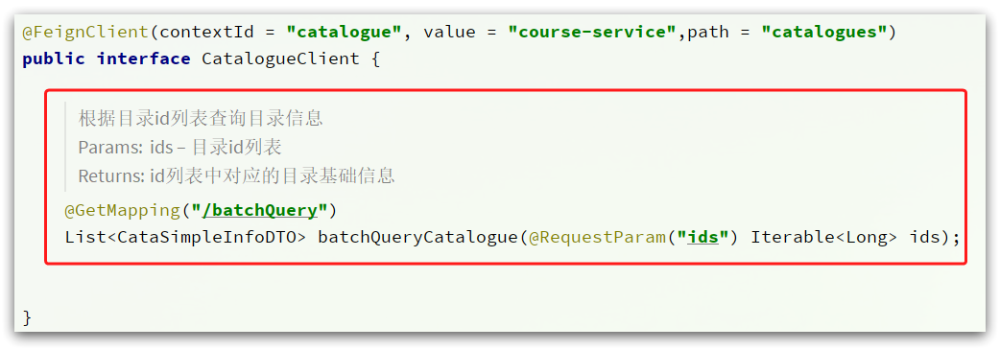 @FeignClient(contextId = "catalogue", value = "course-service",path = "catalogues")
public interface CatalogueClient {
根据目录id列表查询目录信息
Params: ids – 目录id列表
Returns: id列表中对应的目录基础信息
@GetMapping("/batchQuery")
List<CataSimpleInfoDTO> batchQueryCatalogue(@RequestParam("ids") Iterable<Long> ids);
}